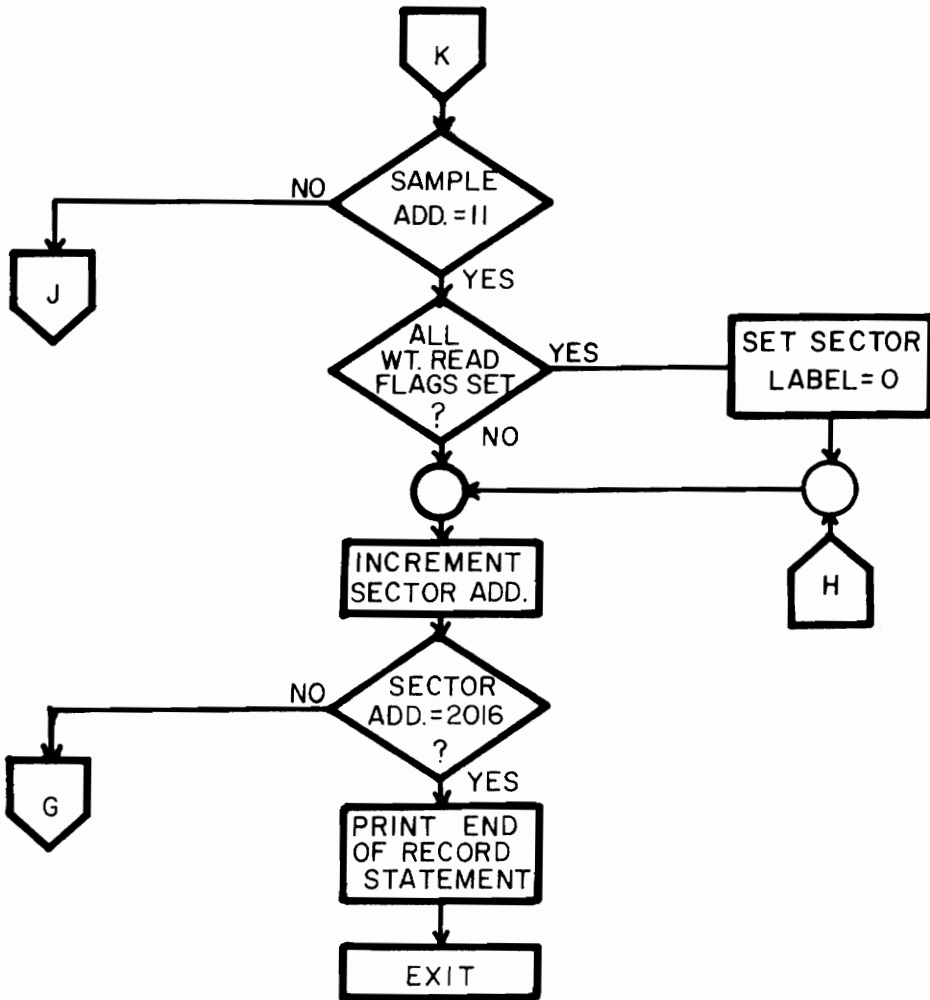 K
SAMPLE
ADD.=11
NO
YES
J
ALL
WT. READ
FLAGS SET
?
YES
NO
SET SECTOR
LABEL=0
H
INCREMENT
SECTOR ADD.
SECTOR
ADD.=2016
?
NO
YES
G
PRINT END
OF RECORD
STATEMENT
EXIT